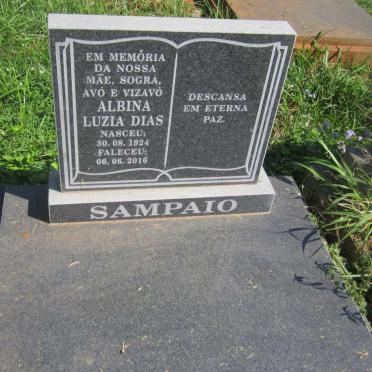 EM MEMÓRIA
DA NOSSA
MÃE, SOGRA,
AVÓ E VIZAVÓ
ALBINA
LUZIA DIAS
NASCEU:
30. 08. 1924
FALECEU:
06. 06. 2016
DESCANSA
EM ETERNA
PAZ.
SAMPAIO